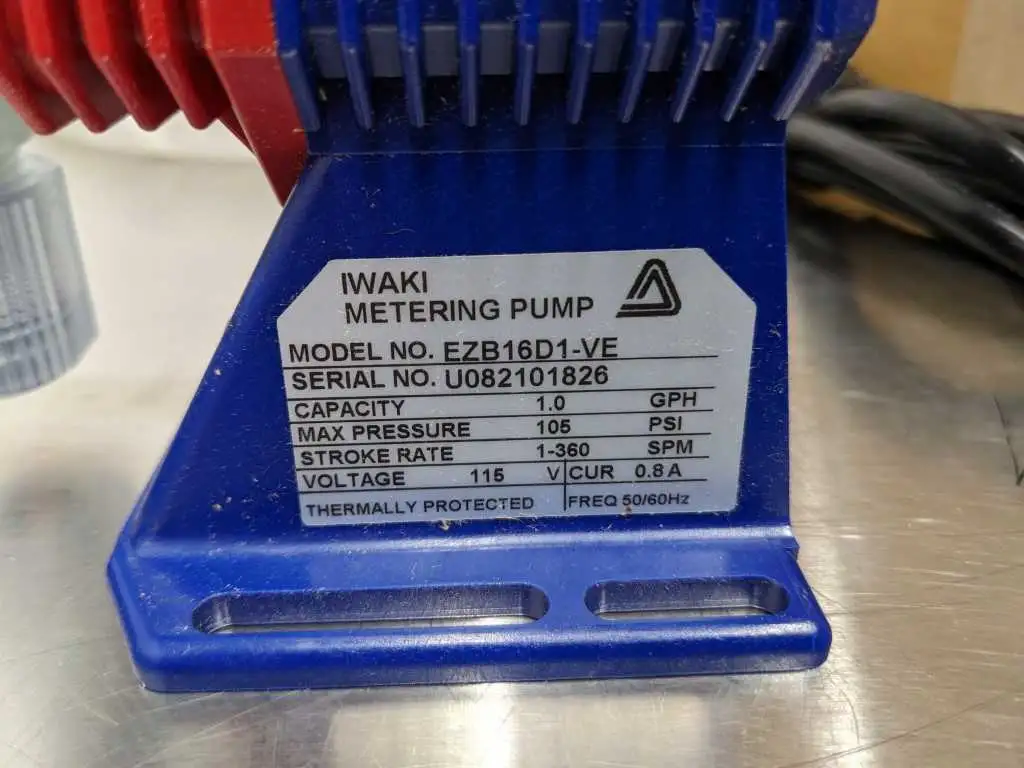 IWAKI
METERING PUMP
MODEL NO. EZB16D1-VE
SERIAL NO. U082101826
CAPACITY 1.0 GPH
MAX PRESSURE 105 PSI
STROKE RATE 1-360 SPM
VOLTAGE 115 V CUR 0.8 A
THERMALLY PROTECTED FREQ 50/60Hz